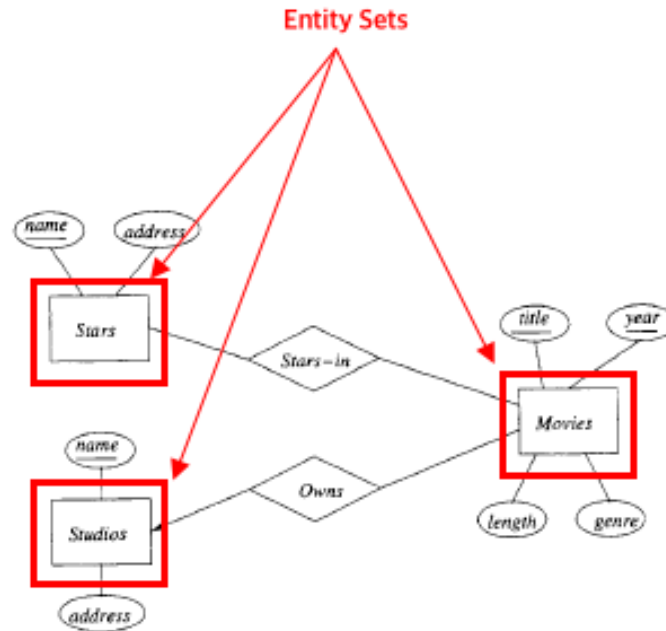 Entity Sets
name
address
Stars
title
year
Stars-in
Movies
name
Owns
Studios
length
genre
address